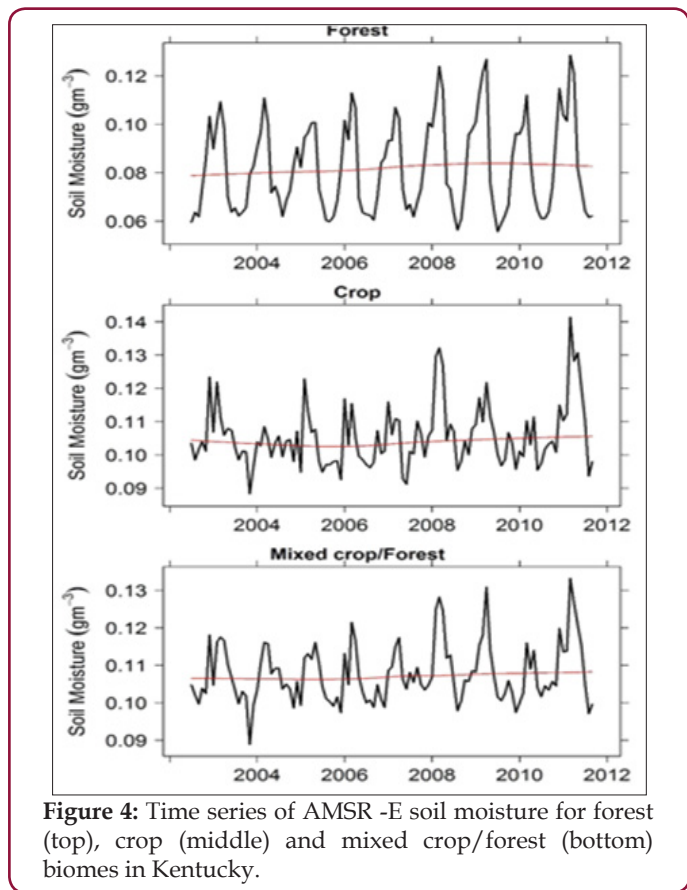 Forest
Soil Moisture (gm⁻³)
0.12
0.10
0.08
0.06
2004 2006 2008 2010 2012
Crop
Soil Moisture (gm⁻³)
0.14
0.13
0.12
0.11
0.10
0.09
2004 2006 2008 2010 2012
Mixed crop/Forest
Soil Moisture (gm⁻³)
0.13
0.12
0.11
0.10
0.09
2004 2006 2008 2010 2012
Figure 4: Time series of AMSR -E soil moisture for forest
(top), crop (middle) and mixed crop/forest (bottom)
biomes in Kentucky.